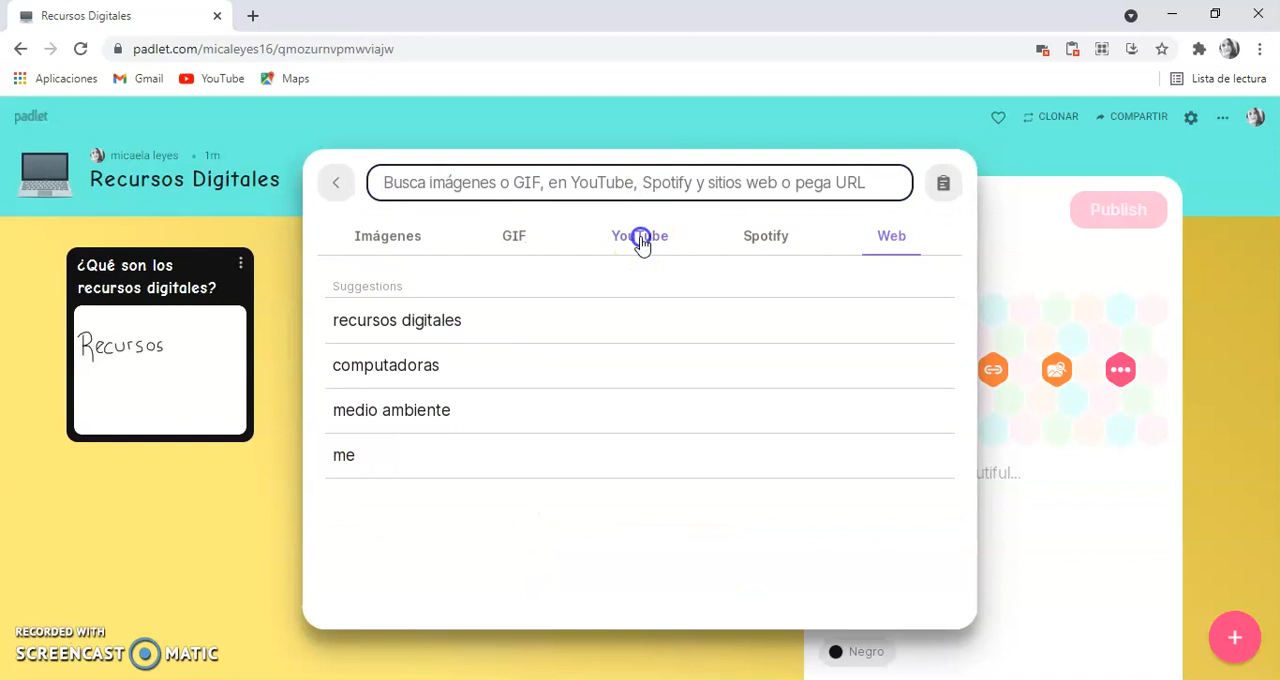 Recursos Digitales
padlet.com/micaleyes16/qmozurnvpmwviajw
Aplicaciones
Gmail
YouTube
Maps
Lista de lectura
padlet
CLONAR
COMPARTIR
micaela leyes • 1m
Recursos Digitales
Busca imágenes o GIF, en YouTube, Spotify y sitios web o pega URL
Publish
Imágenes
GIF
YouTube
Spotify
Web
¿Qué son los
recursos digitales?
Recursos
Suggestions
recursos digitales
computadoras
medio ambiente
me
utiful...
Negro
RECORDED WITH
SCREENCAST MATIC